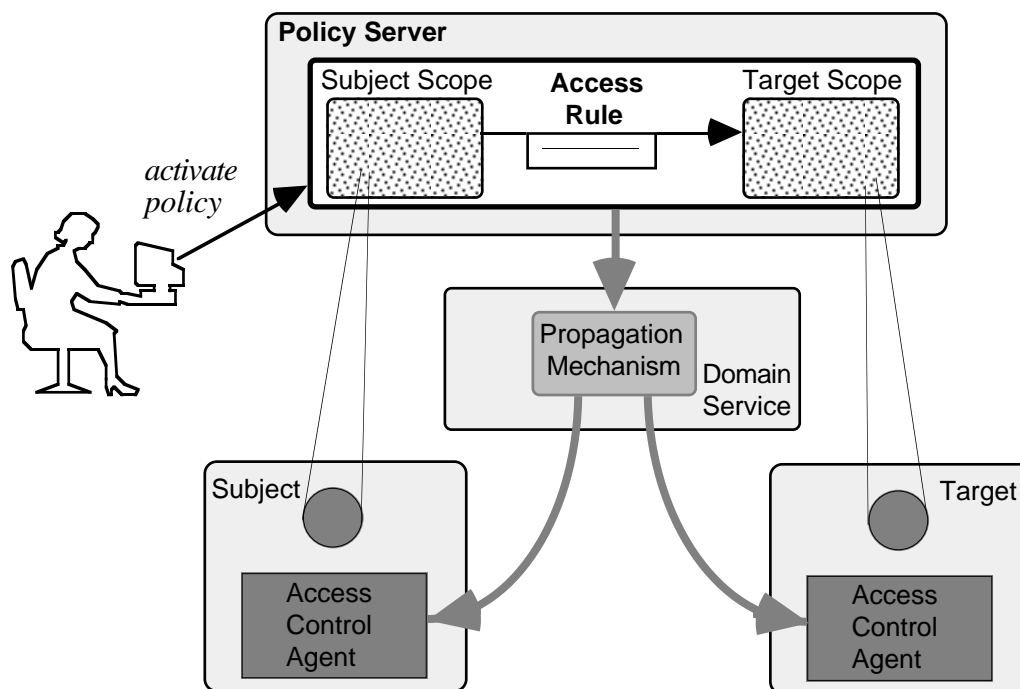 Policy Server
Subject Scope
Access
Rule
Target Scope
activate
policy
Propagation
Mechanism
Domain
Service
Subject
Target
Access
Control
Agent
Access
Control
Agent